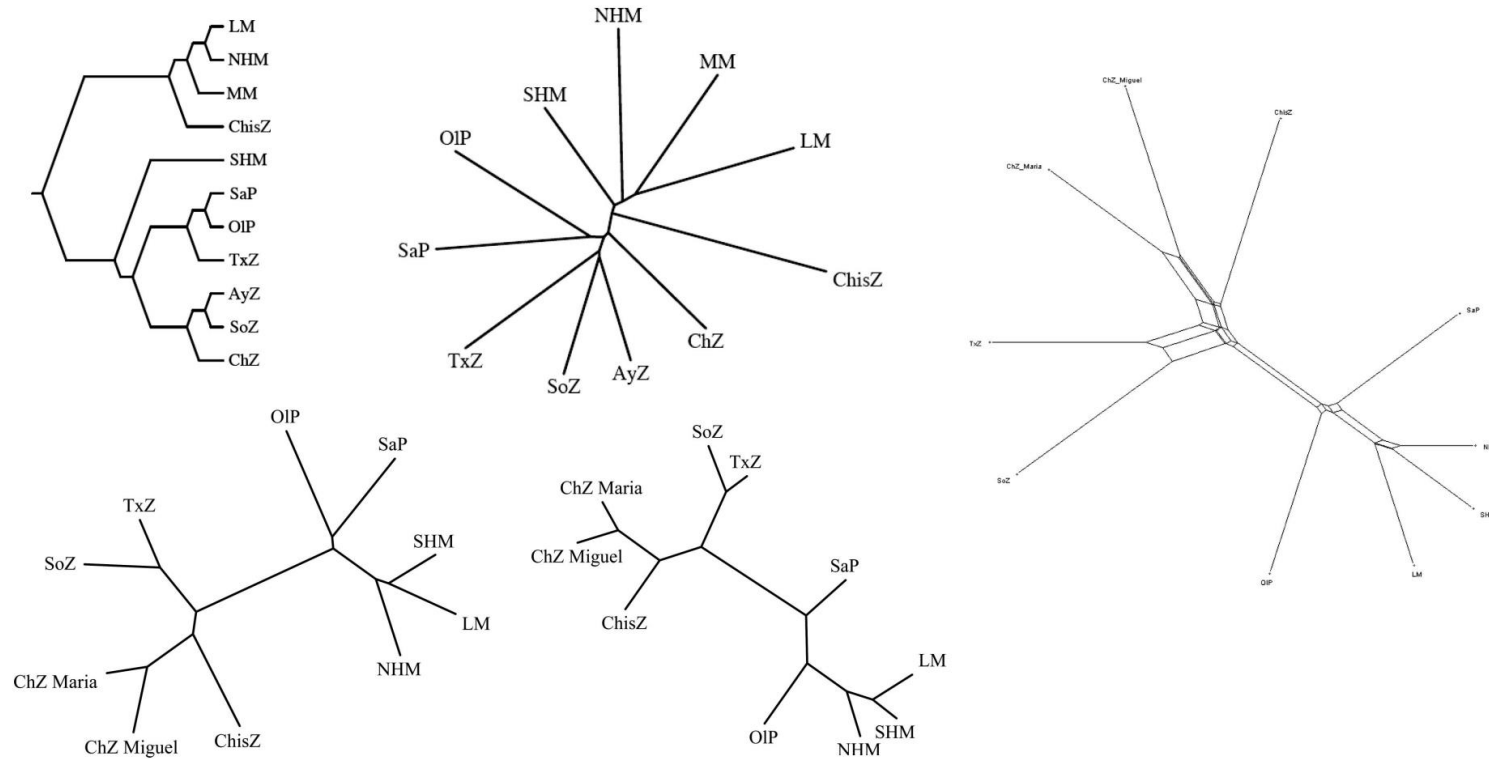 LM
NHM
MM
ChisZ
SHM
SaP
OlP
TxZ
AyZ
SoZ
ChZ
NHM
MM
SHM
OlP
LM
SaP
ChisZ
ChZ
TxZ
AyZ
SoZ
ChZ_Miguel
ChisZ
ChZ_Maria
SaP
TxZ
SoZ
LM
OlP
OlP
SaP
TxZ
SHM
SoZ
LM
NHM
ChZ Maria
ChisZ
ChZ Miguel
SoZ
TxZ
ChZ Maria
ChZ Miguel
SaP
ChisZ
LM
OlP
SHM
NHM